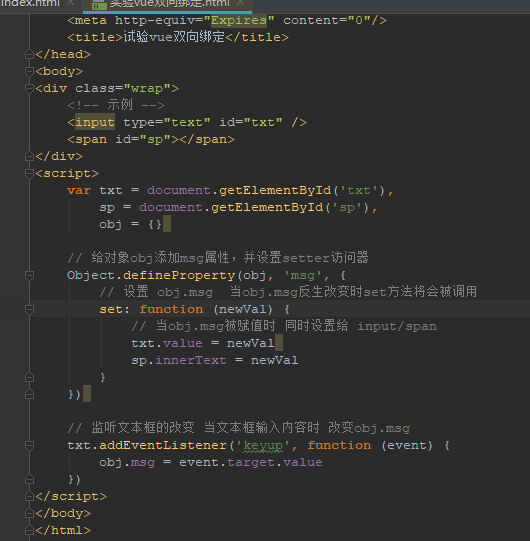 index.html 实验vue双向绑定.html
<meta http-equiv="Expires" content="0"/>
<title>试验vue双向绑定</title>
</head>
<body>
<div class="wrap">
<!-- 示例 -->
<input type="text" id="txt" />
<span id="sp"></span>
</div>
<script>
var txt = document.getElementById('txt'),
sp = document.getElementById('sp'),
obj = {}
// 给对象obj添加msg属性，并设置setter访问器
Object.defineProperty(obj, 'msg', {
// 设置 obj.msg 当obj.msg反生改变时set方法将会被调用
set: function (newVal) {
// 当obj.msg被赋值时 同时设置给 input/span
txt.value = newVal
sp.innerText = newVal
}
})
// 监听文本框的改变 当文本框输入内容时 改变obj.msg
txt.addEventListener('keyup', function (event) {
obj.msg = event.target.value
})
</script>
</body>
</html>